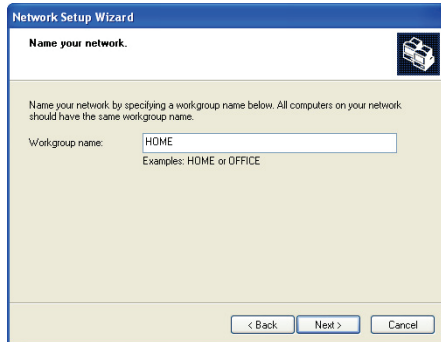 Network Setup Wizard
Name your network.
Name your network by specifying a workgroup name below. All computers on your network
should have the same workgroup name.
Workgroup name:
HOME
Examples: HOME or OFFICE
< Back
Next >
Cancel